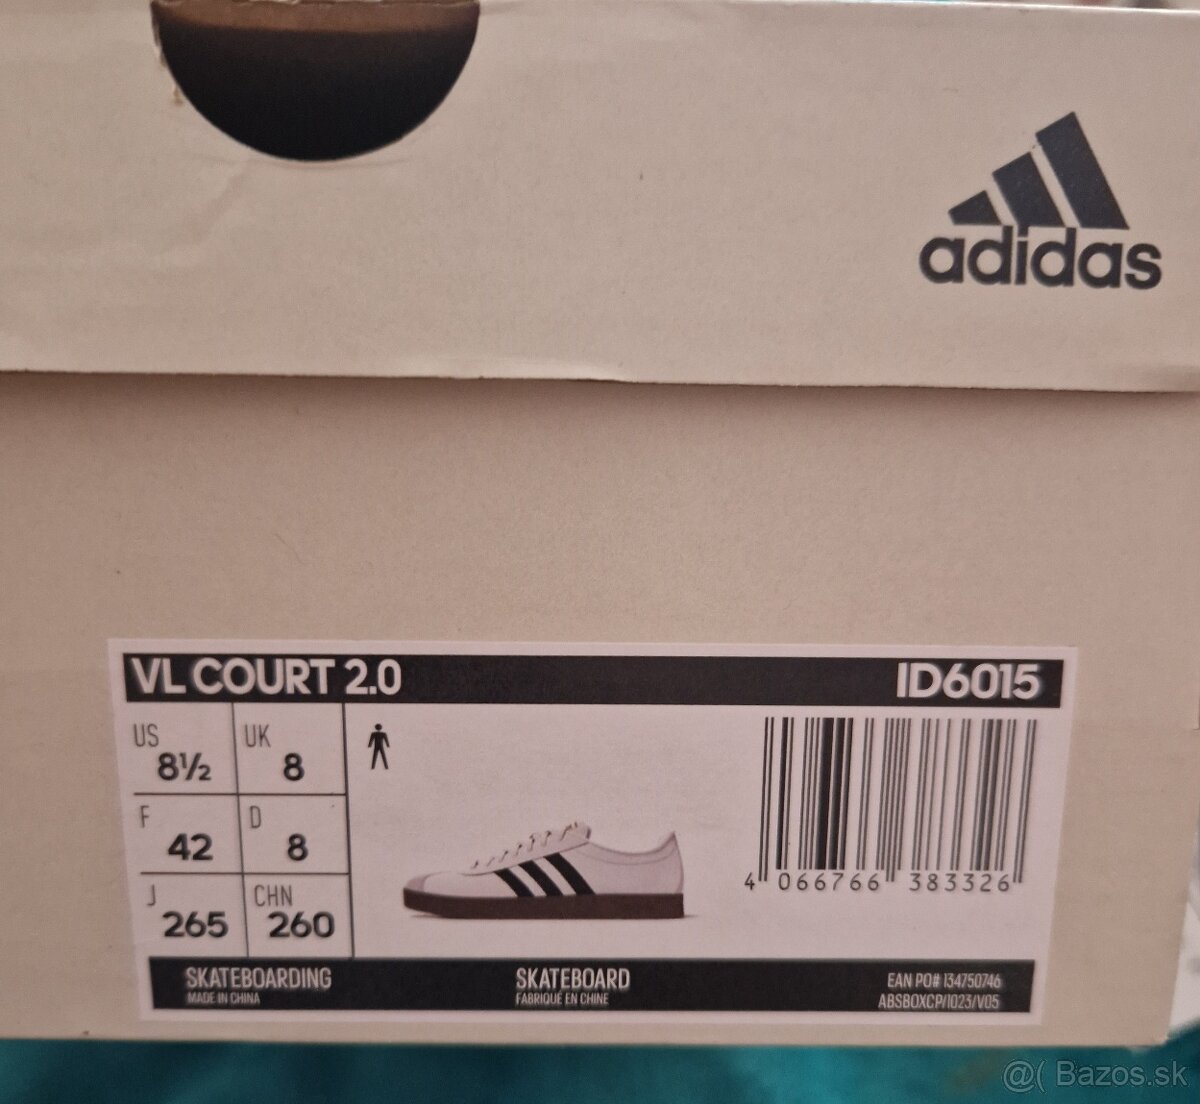 adidas
VL COURT 2.0 ID6015
US 8½ UK 8
F 42 D 8
J 265 CHN 260
4 066766 383326
SKATEBOARDING SKATEBOARD EAN PO# 134750746
MADE IN CHINA FABRIQUÉ EN CHINE ABSBOXCP/1023/V05
@( Bazos.sk